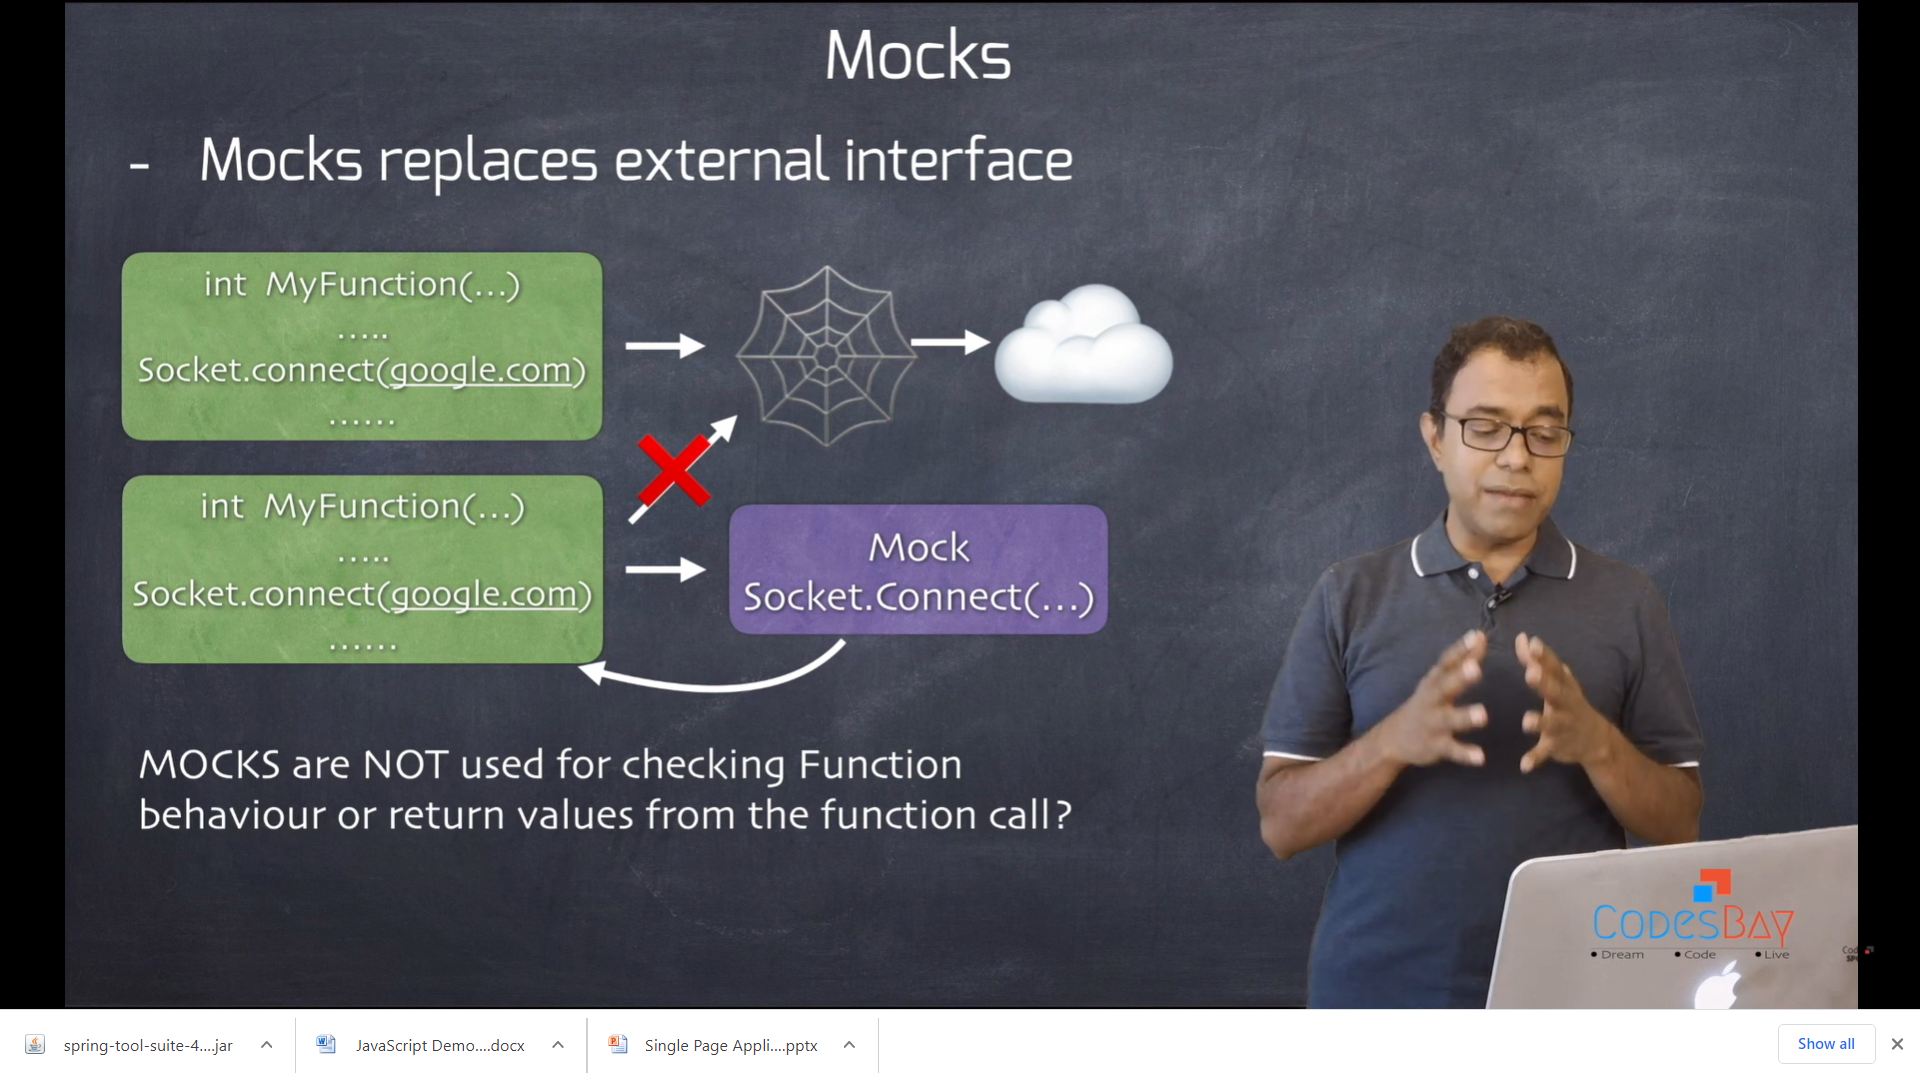 Mocks
- Mocks replaces external interface
int MyFunction(...)
.....
Socket.connect(google.com)
......
int MyFunction(...)
.....
Socket.connect(google.com)
......
Mock
Socket.Connect(...)
MOCKS are NOT used for checking Function
behaviour or return values from the function call?
CODESBAY
• Dream • Code • Live
spring-tool-suite-4....jar
JavaScript Demo....docx
Single Page Appli....pptx
Show all